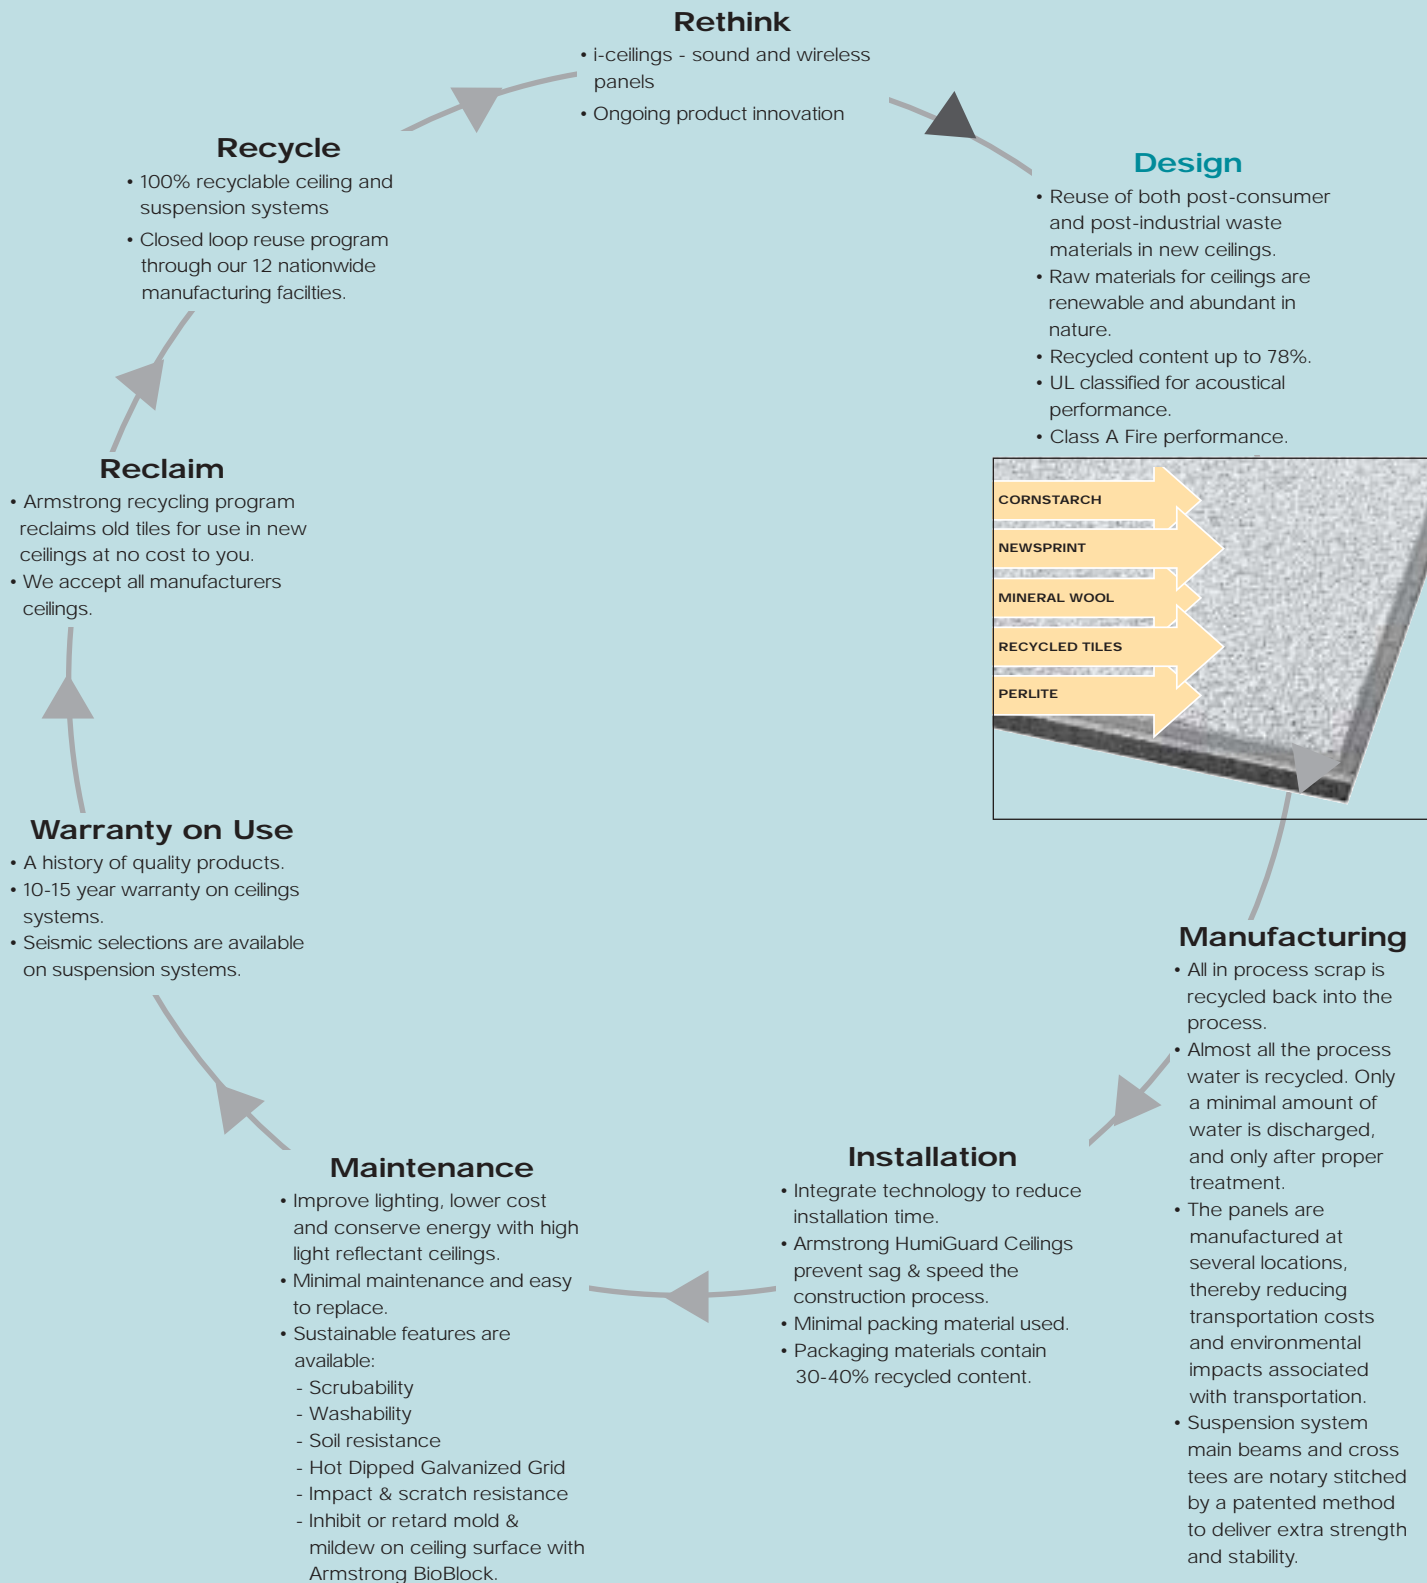 Rethink
• i-ceilings - sound and wireless
panels
• Ongoing product innovation
Design
• Reuse of both post-consumer
and post-industrial waste
materials in new ceilings.
• Raw materials for ceilings are
renewable and abundant in
nature.
• Recycled content up to 78%.
• UL classified for acoustical
performance.
• Class A Fire performance.
CORNSTARCH
NEWSPRINT
MINERAL WOOL
RECYCLED TILES
PERLITE
Manufacturing
• All in process scrap is
recycled back into the
process.
• Almost all the process
water is recycled. Only
a minimal amount of
water is discharged,
and only after proper
treatment.
• The panels are
manufactured at
several locations,
thereby reducing
transportation costs
and environmental
impacts associated
with transportation.
• Suspension system
main beams and cross
tees are notary stitched
by a patented method
to deliver extra strength
and stability.
Installation
• Integrate technology to reduce
installation time.
• Armstrong HumiGuard Ceilings
prevent sag & speed the
construction process.
• Minimal packing material used.
• Packaging materials contain
30-40% recycled content.
Maintenance
• Improve lighting, lower cost
and conserve energy with high
light reflectant ceilings.
• Minimal maintenance and easy
to replace.
• Sustainable features are
available:
- Scrubability
- Washability
- Soil resistance
- Hot Dipped Galvanized Grid
- Impact & scratch resistance
- Inhibit or retard mold &
mildew on ceiling surface with
Armstrong BioBlock.
Warranty on Use
• A history of quality products.
• 10-15 year warranty on ceilings
systems.
• Seismic selections are available
on suspension systems.
Reclaim
• Armstrong recycling program
reclaims old tiles for use in new
ceilings at no cost to you.
• We accept all manufacturers
ceilings.
Recycle
• 100% recyclable ceiling and
suspension systems
• Closed loop reuse program
through our 12 nationwide
manufacturing facilties.